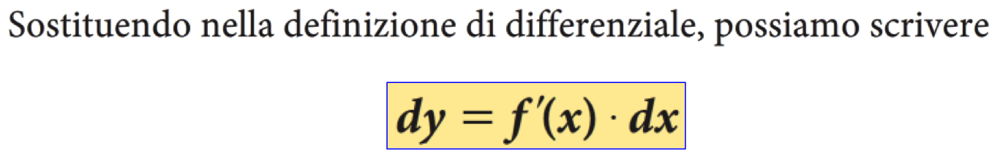 Sostituendo nella definizione di differenziale, possiamo scrivere
dy = f′(x) · dx